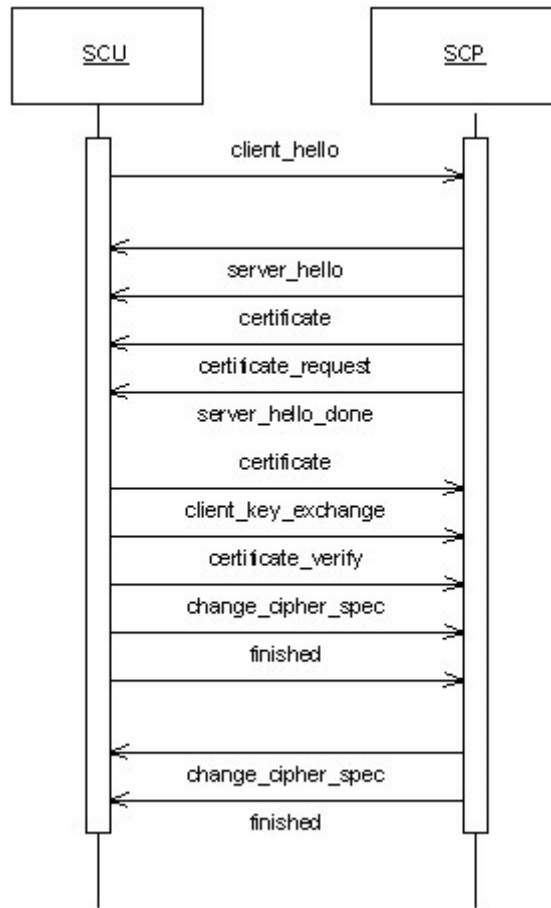 SCU
SCP
client_hello
server_hello
certificate
certificate_request
server_hello_done
certificate
client_key_exchange
certificate_verify
change_cipher_spec
finished
change_cipher_spec
finished